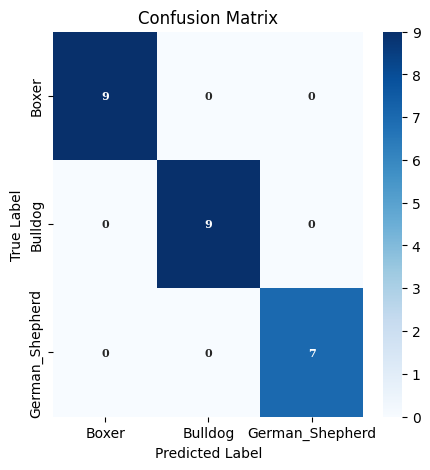 Confusion Matrix
True Label
Boxer
Bulldog
German_Shepherd
9 0 0
0 9 0
0 0 7
Boxer Bulldog German_Shepherd
Predicted Label
9
8
7
6
5
4
3
2
1
0